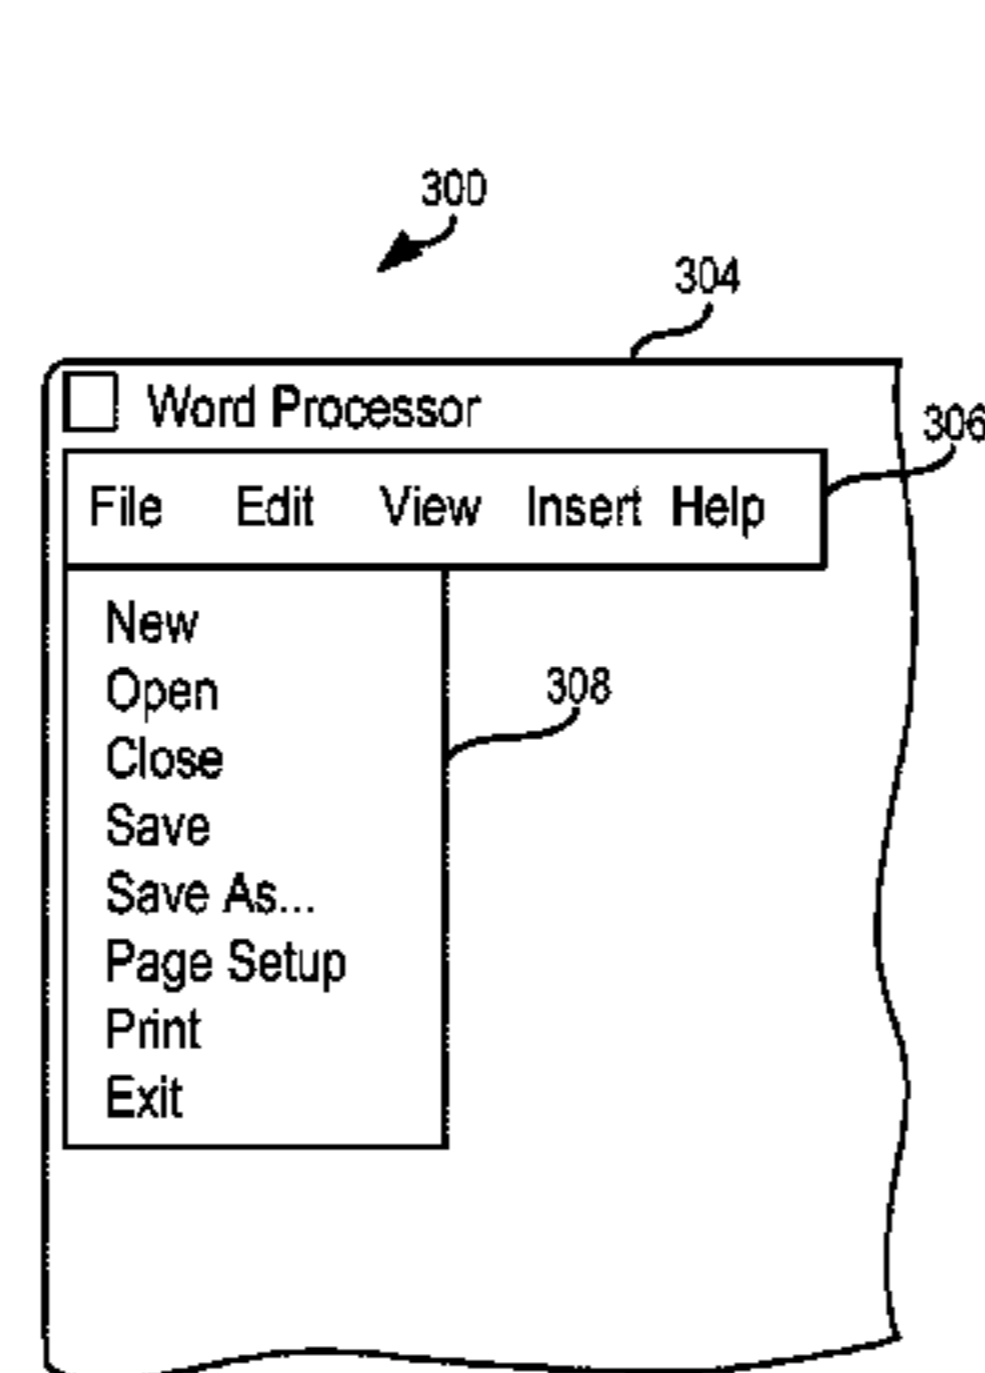 300
304
Word Processor
306
File Edit View Insert Help
New
Open
308
Close
Save
Save As...
Page Setup
Print
Exit